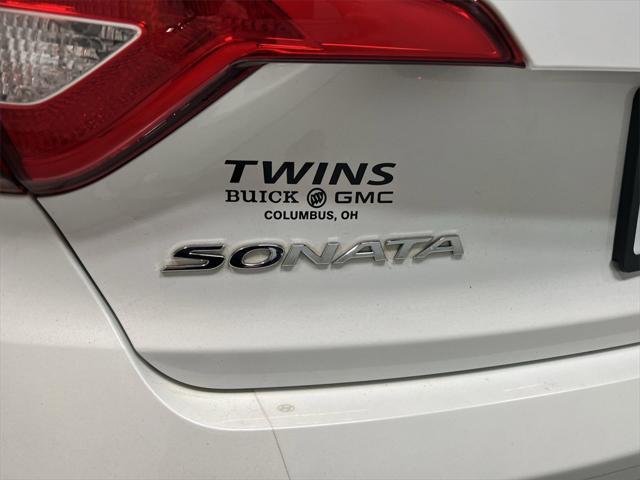 TWINS
BUICK GMC
COLUMBUS, OH
SONATA